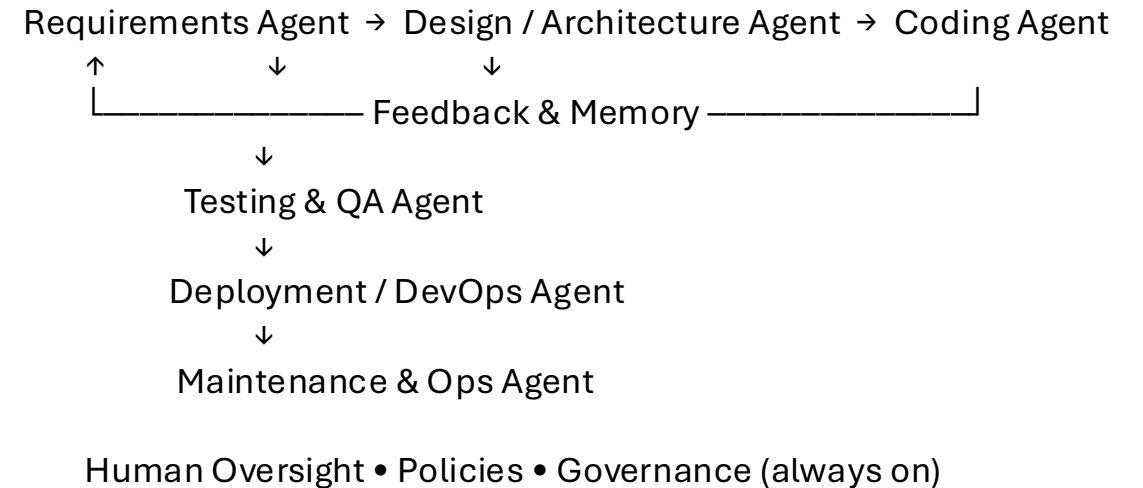 Requirements Agent → Design / Architecture Agent → Coding Agent
↑ ↓ ↓
└────────────── Feedback & Memory ──────────────┘
↓
Testing & QA Agent
↓
Deployment / DevOps Agent
↓
Maintenance & Ops Agent
Human Oversight • Policies • Governance (always on)